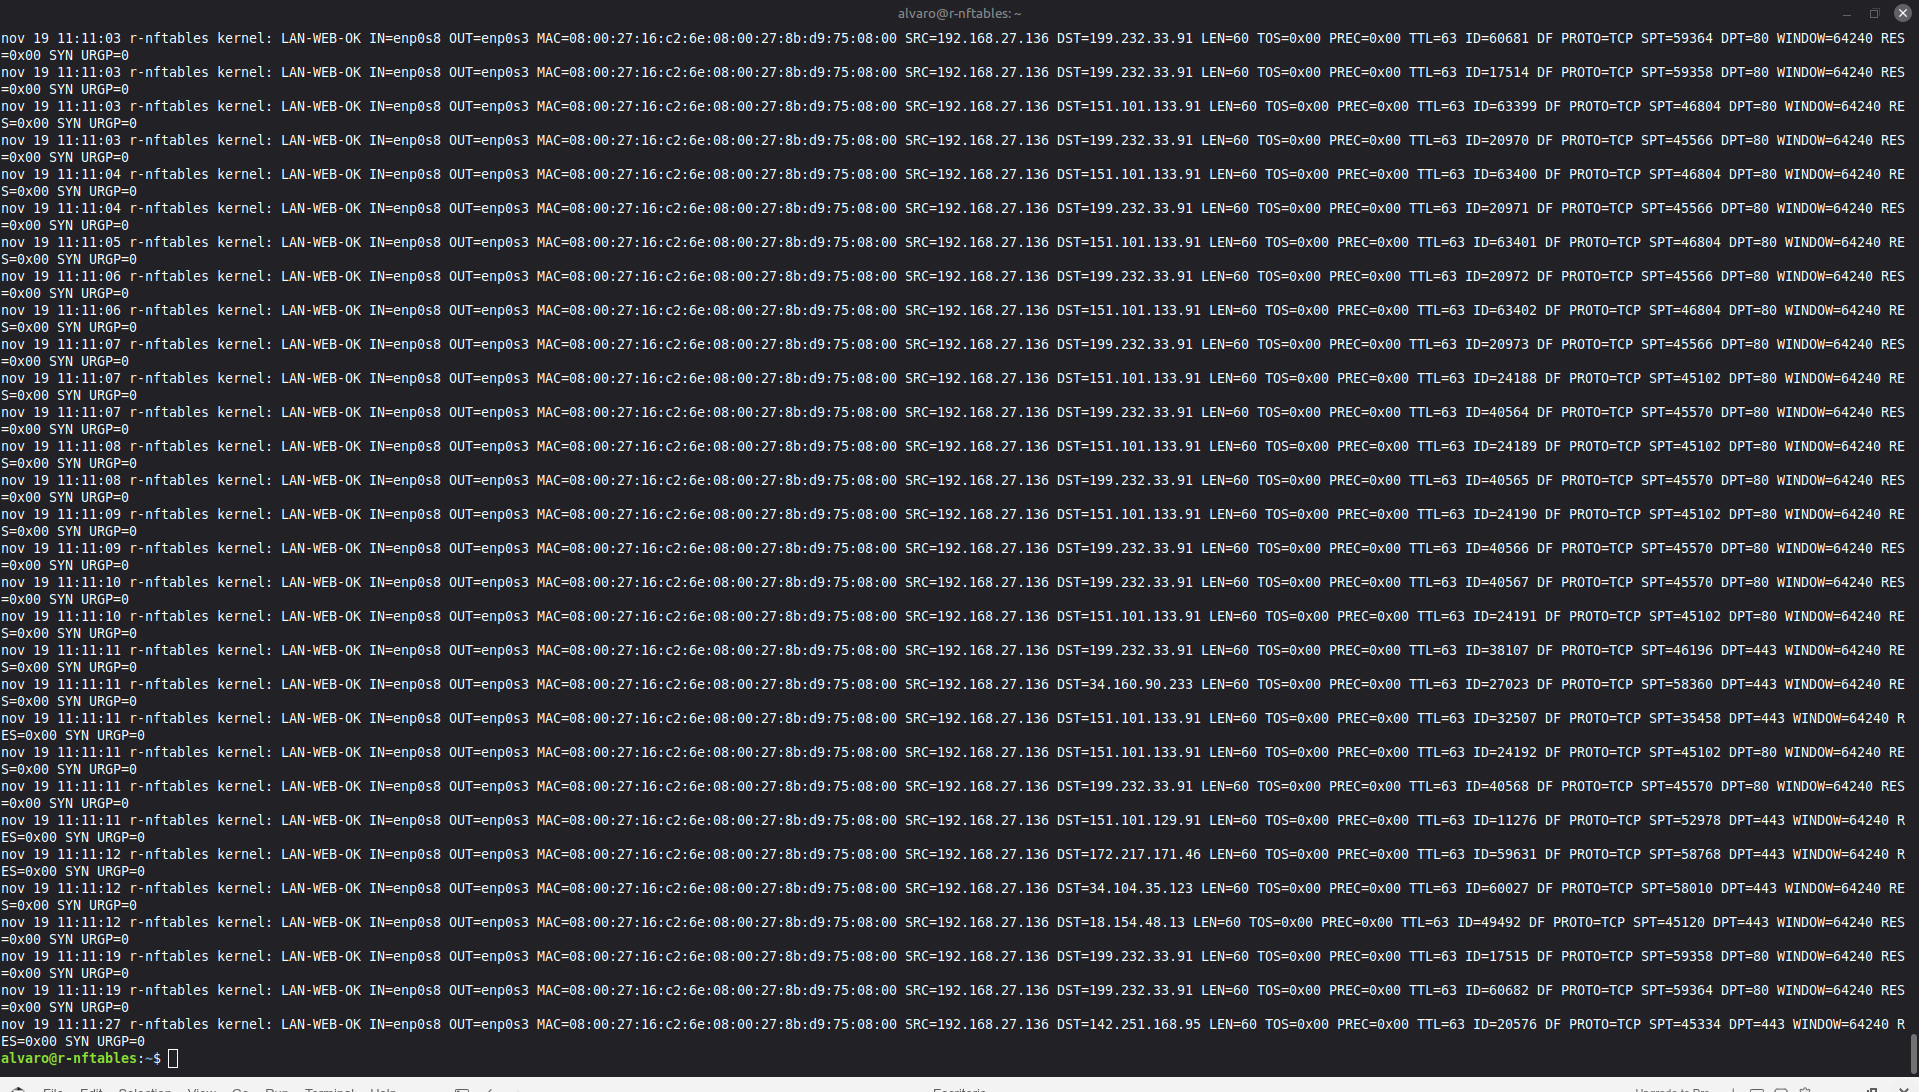 alvaro@r-nftables: ~
nov 19 11:11:03 r-nftables kernel: LAN-WEB-OK IN=enp0s8 OUT=enp0s3 MAC=08:00:27:16:c2:6e:08:00:27:8b:d9:75:08:00 SRC=192.168.27.136 DST=199.232.33.91 LEN=60 TOS=0x00 PREC=0x00 TTL=63 ID=60681 DF PROTO=TCP SPT=59364 DPT=80 WINDOW=64240 RES
=0x00 SYN URGP=0
nov 19 11:11:03 r-nftables kernel: LAN-WEB-OK IN=enp0s8 OUT=enp0s3 MAC=08:00:27:16:c2:6e:08:00:27:8b:d9:75:08:00 SRC=192.168.27.136 DST=199.232.33.91 LEN=60 TOS=0x00 PREC=0x00 TTL=63 ID=17514 DF PROTO=TCP SPT=59358 DPT=80 WINDOW=64240 RES
=0x00 SYN URGP=0
nov 19 11:11:03 r-nftables kernel: LAN-WEB-OK IN=enp0s8 OUT=enp0s3 MAC=08:00:27:16:c2:6e:08:00:27:8b:d9:75:08:00 SRC=192.168.27.136 DST=151.101.133.91 LEN=60 TOS=0x00 PREC=0x00 TTL=63 ID=63399 DF PROTO=TCP SPT=46804 DPT=80 WINDOW=64240 RE
S=0x00 SYN URGP=0
nov 19 11:11:03 r-nftables kernel: LAN-WEB-OK IN=enp0s8 OUT=enp0s3 MAC=08:00:27:16:c2:6e:08:00:27:8b:d9:75:08:00 SRC=192.168.27.136 DST=199.232.33.91 LEN=60 TOS=0x00 PREC=0x00 TTL=63 ID=20970 DF PROTO=TCP SPT=45566 DPT=80 WINDOW=64240 RES
=0x00 SYN URGP=0
nov 19 11:11:04 r-nftables kernel: LAN-WEB-OK IN=enp0s8 OUT=enp0s3 MAC=08:00:27:16:c2:6e:08:00:27:8b:d9:75:08:00 SRC=192.168.27.136 DST=151.101.133.91 LEN=60 TOS=0x00 PREC=0x00 TTL=63 ID=63400 DF PROTO=TCP SPT=46804 DPT=80 WINDOW=64240 RE
S=0x00 SYN URGP=0
nov 19 11:11:04 r-nftables kernel: LAN-WEB-OK IN=enp0s8 OUT=enp0s3 MAC=08:00:27:16:c2:6e:08:00:27:8b:d9:75:08:00 SRC=192.168.27.136 DST=199.232.33.91 LEN=60 TOS=0x00 PREC=0x00 TTL=63 ID=20971 DF PROTO=TCP SPT=45566 DPT=80 WINDOW=64240 RES
=0x00 SYN URGP=0
nov 19 11:11:05 r-nftables kernel: LAN-WEB-OK IN=enp0s8 OUT=enp0s3 MAC=08:00:27:16:c2:6e:08:00:27:8b:d9:75:08:00 SRC=192.168.27.136 DST=151.101.133.91 LEN=60 TOS=0x00 PREC=0x00 TTL=63 ID=63401 DF PROTO=TCP SPT=46804 DPT=80 WINDOW=64240 RE
S=0x00 SYN URGP=0
nov 19 11:11:06 r-nftables kernel: LAN-WEB-OK IN=enp0s8 OUT=enp0s3 MAC=08:00:27:16:c2:6e:08:00:27:8b:d9:75:08:00 SRC=192.168.27.136 DST=199.232.33.91 LEN=60 TOS=0x00 PREC=0x00 TTL=63 ID=20972 DF PROTO=TCP SPT=45566 DPT=80 WINDOW=64240 RES
=0x00 SYN URGP=0
nov 19 11:11:06 r-nftables kernel: LAN-WEB-OK IN=enp0s8 OUT=enp0s3 MAC=08:00:27:16:c2:6e:08:00:27:8b:d9:75:08:00 SRC=192.168.27.136 DST=151.101.133.91 LEN=60 TOS=0x00 PREC=0x00 TTL=63 ID=63402 DF PROTO=TCP SPT=46804 DPT=80 WINDOW=64240 RE
S=0x00 SYN URGP=0
nov 19 11:11:07 r-nftables kernel: LAN-WEB-OK IN=enp0s8 OUT=enp0s3 MAC=08:00:27:16:c2:6e:08:00:27:8b:d9:75:08:00 SRC=192.168.27.136 DST=199.232.33.91 LEN=60 TOS=0x00 PREC=0x00 TTL=63 ID=20973 DF PROTO=TCP SPT=45566 DPT=80 WINDOW=64240 RES
=0x00 SYN URGP=0
nov 19 11:11:07 r-nftables kernel: LAN-WEB-OK IN=enp0s8 OUT=enp0s3 MAC=08:00:27:16:c2:6e:08:00:27:8b:d9:75:08:00 SRC=192.168.27.136 DST=151.101.133.91 LEN=60 TOS=0x00 PREC=0x00 TTL=63 ID=24188 DF PROTO=TCP SPT=45102 DPT=80 WINDOW=64240 RE
S=0x00 SYN URGP=0
nov 19 11:11:07 r-nftables kernel: LAN-WEB-OK IN=enp0s8 OUT=enp0s3 MAC=08:00:27:16:c2:6e:08:00:27:8b:d9:75:08:00 SRC=192.168.27.136 DST=199.232.33.91 LEN=60 TOS=0x00 PREC=0x00 TTL=63 ID=40564 DF PROTO=TCP SPT=45570 DPT=80 WINDOW=64240 RES
=0x00 SYN URGP=0
nov 19 11:11:08 r-nftables kernel: LAN-WEB-OK IN=enp0s8 OUT=enp0s3 MAC=08:00:27:16:c2:6e:08:00:27:8b:d9:75:08:00 SRC=192.168.27.136 DST=151.101.133.91 LEN=60 TOS=0x00 PREC=0x00 TTL=63 ID=24189 DF PROTO=TCP SPT=45102 DPT=80 WINDOW=64240 RE
S=0x00 SYN URGP=0
nov 19 11:11:08 r-nftables kernel: LAN-WEB-OK IN=enp0s8 OUT=enp0s3 MAC=08:00:27:16:c2:6e:08:00:27:8b:d9:75:08:00 SRC=192.168.27.136 DST=199.232.33.91 LEN=60 TOS=0x00 PREC=0x00 TTL=63 ID=40565 DF PROTO=TCP SPT=45570 DPT=80 WINDOW=64240 RES
=0x00 SYN URGP=0
nov 19 11:11:09 r-nftables kernel: LAN-WEB-OK IN=enp0s8 OUT=enp0s3 MAC=08:00:27:16:c2:6e:08:00:27:8b:d9:75:08:00 SRC=192.168.27.136 DST=151.101.133.91 LEN=60 TOS=0x00 PREC=0x00 TTL=63 ID=24190 DF PROTO=TCP SPT=45102 DPT=80 WINDOW=64240 RE
S=0x00 SYN URGP=0
nov 19 11:11:09 r-nftables kernel: LAN-WEB-OK IN=enp0s8 OUT=enp0s3 MAC=08:00:27:16:c2:6e:08:00:27:8b:d9:75:08:00 SRC=192.168.27.136 DST=199.232.33.91 LEN=60 TOS=0x00 PREC=0x00 TTL=63 ID=40566 DF PROTO=TCP SPT=45570 DPT=80 WINDOW=64240 RES
=0x00 SYN URGP=0
nov 19 11:11:10 r-nftables kernel: LAN-WEB-OK IN=enp0s8 OUT=enp0s3 MAC=08:00:27:16:c2:6e:08:00:27:8b:d9:75:08:00 SRC=192.168.27.136 DST=199.232.33.91 LEN=60 TOS=0x00 PREC=0x00 TTL=63 ID=40567 DF PROTO=TCP SPT=45570 DPT=80 WINDOW=64240 RES
=0x00 SYN URGP=0
nov 19 11:11:10 r-nftables kernel: LAN-WEB-OK IN=enp0s8 OUT=enp0s3 MAC=08:00:27:16:c2:6e:08:00:27:8b:d9:75:08:00 SRC=192.168.27.136 DST=151.101.133.91 LEN=60 TOS=0x00 PREC=0x00 TTL=63 ID=24191 DF PROTO=TCP SPT=45102 DPT=80 WINDOW=64240 RE
S=0x00 SYN URGP=0
nov 19 11:11:11 r-nftables kernel: LAN-WEB-OK IN=enp0s8 OUT=enp0s3 MAC=08:00:27:16:c2:6e:08:00:27:8b:d9:75:08:00 SRC=192.168.27.136 DST=199.232.33.91 LEN=60 TOS=0x00 PREC=0x00 TTL=63 ID=38107 DF PROTO=TCP SPT=46196 DPT=443 WINDOW=64240 RE
S=0x00 SYN URGP=0
nov 19 11:11:11 r-nftables kernel: LAN-WEB-OK IN=enp0s8 OUT=enp0s3 MAC=08:00:27:16:c2:6e:08:00:27:8b:d9:75:08:00 SRC=192.168.27.136 DST=34.160.90.233 LEN=60 TOS=0x00 PREC=0x00 TTL=63 ID=27023 DF PROTO=TCP SPT=58360 DPT=443 WINDOW=64240 RE
S=0x00 SYN URGP=0
nov 19 11:11:11 r-nftables kernel: LAN-WEB-OK IN=enp0s8 OUT=enp0s3 MAC=08:00:27:16:c2:6e:08:00:27:8b:d9:75:08:00 SRC=192.168.27.136 DST=151.101.133.91 LEN=60 TOS=0x00 PREC=0x00 TTL=63 ID=32507 DF PROTO=TCP SPT=35458 DPT=443 WINDOW=64240 R
ES=0x00 SYN URGP=0
nov 19 11:11:11 r-nftables kernel: LAN-WEB-OK IN=enp0s8 OUT=enp0s3 MAC=08:00:27:16:c2:6e:08:00:27:8b:d9:75:08:00 SRC=192.168.27.136 DST=151.101.133.91 LEN=60 TOS=0x00 PREC=0x00 TTL=63 ID=24192 DF PROTO=TCP SPT=45102 DPT=80 WINDOW=64240 RE
S=0x00 SYN URGP=0
nov 19 11:11:11 r-nftables kernel: LAN-WEB-OK IN=enp0s8 OUT=enp0s3 MAC=08:00:27:16:c2:6e:08:00:27:8b:d9:75:08:00 SRC=192.168.27.136 DST=199.232.33.91 LEN=60 TOS=0x00 PREC=0x00 TTL=63 ID=40568 DF PROTO=TCP SPT=45570 DPT=80 WINDOW=64240 RES
=0x00 SYN URGP=0
nov 19 11:11:11 r-nftables kernel: LAN-WEB-OK IN=enp0s8 OUT=enp0s3 MAC=08:00:27:16:c2:6e:08:00:27:8b:d9:75:08:00 SRC=192.168.27.136 DST=151.101.129.91 LEN=60 TOS=0x00 PREC=0x00 TTL=63 ID=11276 DF PROTO=TCP SPT=52978 DPT=443 WINDOW=64240 R
ES=0x00 SYN URGP=0
nov 19 11:11:12 r-nftables kernel: LAN-WEB-OK IN=enp0s8 OUT=enp0s3 MAC=08:00:27:16:c2:6e:08:00:27:8b:d9:75:08:00 SRC=192.168.27.136 DST=172.217.171.46 LEN=60 TOS=0x00 PREC=0x00 TTL=63 ID=59631 DF PROTO=TCP SPT=58768 DPT=443 WINDOW=64240 R
ES=0x00 SYN URGP=0
nov 19 11:11:12 r-nftables kernel: LAN-WEB-OK IN=enp0s8 OUT=enp0s3 MAC=08:00:27:16:c2:6e:08:00:27:8b:d9:75:08:00 SRC=192.168.27.136 DST=34.104.35.123 LEN=60 TOS=0x00 PREC=0x00 TTL=63 ID=60027 DF PROTO=TCP SPT=58010 DPT=443 WINDOW=64240 RE
S=0x00 SYN URGP=0
nov 19 11:11:12 r-nftables kernel: LAN-WEB-OK IN=enp0s8 OUT=enp0s3 MAC=08:00:27:16:c2:6e:08:00:27:8b:d9:75:08:00 SRC=192.168.27.136 DST=18.154.48.13 LEN=60 TOS=0x00 PREC=0x00 TTL=63 ID=49492 DF PROTO=TCP SPT=45120 DPT=443 WINDOW=64240 RES
=0x00 SYN URGP=0
nov 19 11:11:19 r-nftables kernel: LAN-WEB-OK IN=enp0s8 OUT=enp0s3 MAC=08:00:27:16:c2:6e:08:00:27:8b:d9:75:08:00 SRC=192.168.27.136 DST=199.232.33.91 LEN=60 TOS=0x00 PREC=0x00 TTL=63 ID=17515 DF PROTO=TCP SPT=59358 DPT=80 WINDOW=64240 RES
=0x00 SYN URGP=0
nov 19 11:11:19 r-nftables kernel: LAN-WEB-OK IN=enp0s8 OUT=enp0s3 MAC=08:00:27:16:c2:6e:08:00:27:8b:d9:75:08:00 SRC=192.168.27.136 DST=199.232.33.91 LEN=60 TOS=0x00 PREC=0x00 TTL=63 ID=60682 DF PROTO=TCP SPT=59364 DPT=80 WINDOW=64240 RES
=0x00 SYN URGP=0
nov 19 11:11:27 r-nftables kernel: LAN-WEB-OK IN=enp0s8 OUT=enp0s3 MAC=08:00:27:16:c2:6e:08:00:27:8b:d9:75:08:00 SRC=192.168.27.136 DST=142.251.168.95 LEN=60 TOS=0x00 PREC=0x00 TTL=63 ID=20576 DF PROTO=TCP SPT=45334 DPT=443 WINDOW=64240 R
ES=0x00 SYN URGP=0
alvaro@r-nftables:~$
File Edit Selection View Go Run Terminal Help Escritorio Upgrade to Pro